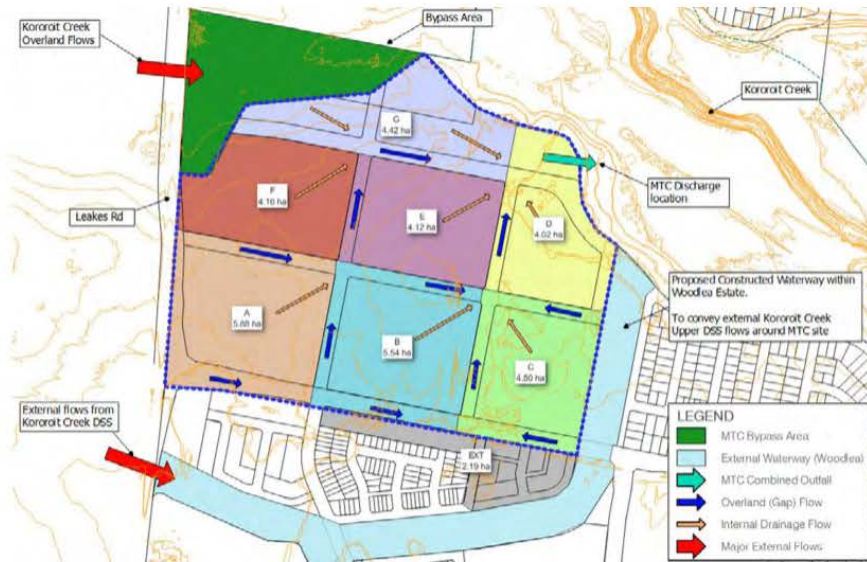 Kororoit Creek
Overland Flows
Bypass Area
Kororoit Creek
G
4.42 ha
MTC Discharge
location
F
4.16 ha
Leakes Rd
E
4.12 ha
D
4.02 ha
Proposed Constructed Waterway within
Woodlea Estate.
To convey external Kororoit Creek
Upper DSS flows around MTC site
A
5.88 ha
B
5.54 ha
C
4.80 ha
External flows from
Kororoit Creek DSS
EXT
2.19 ha
LEGEND
MTC Bypass Area
External Waterway (Woodlea)
MTC Combined Outfall
Overland (Gap) Flow
Internal Drainage Flow
Major External Flows